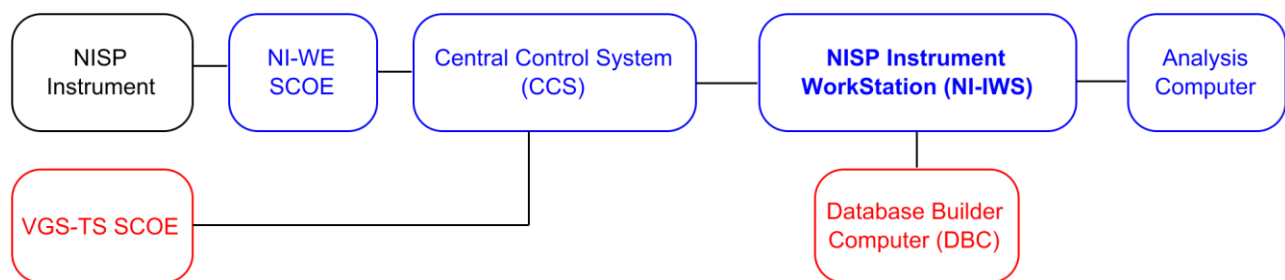 NISP
Instrument
NI-WE
SCOE
Central Control System
(CCS)
NISP Instrument
WorkStation (NI-IWS)
Analysis
Computer
VGS-TS SCOE
Database Builder
Computer (DBC)